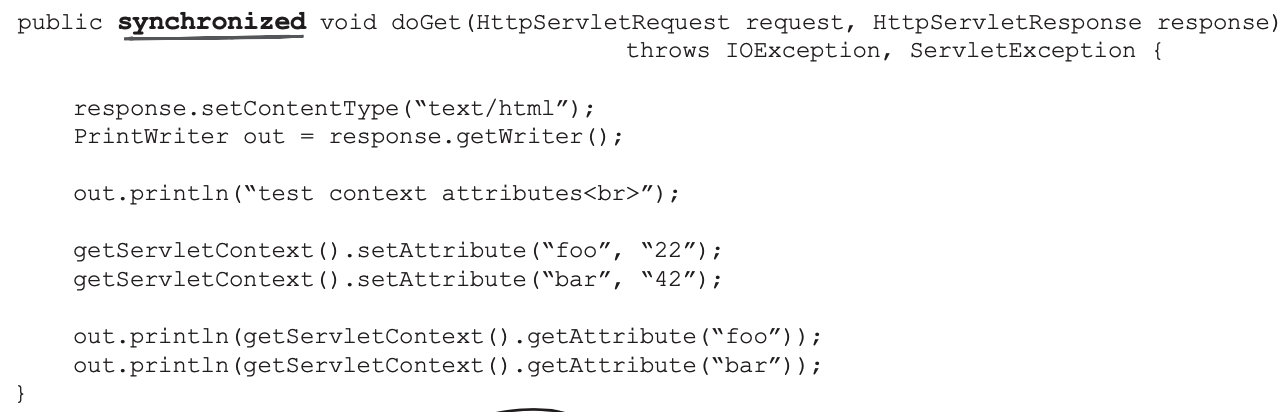 public synchronized void doGet(HttpServletRequest request, HttpServletResponse response)
throws IOException, ServletException {
response.setContentType(“text/html”);
PrintWriter out = response.getWriter();
out.println(“test context attributes<br>”);
getServletContext().setAttribute(“foo”, “22”);
getServletContext().setAttribute(“bar”, “42”);
out.println(getServletContext().getAttribute(“foo”));
out.println(getServletContext().getAttribute(“bar”));
}